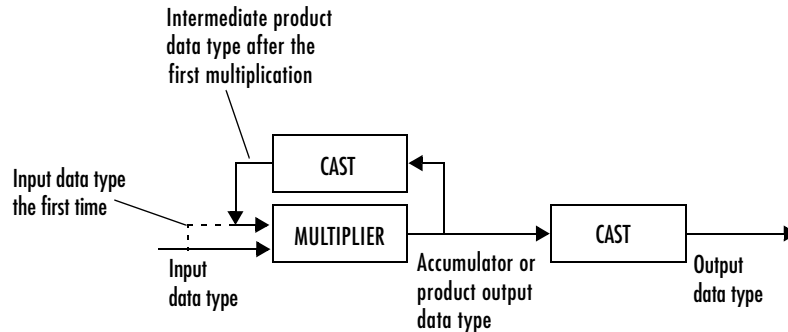 Intermediate product
data type after the
first multiplication
CAST
Input data type
the first time
MULTIPLIER
CAST
Input
data type
Accumulator or
product output
data type
Output
data type